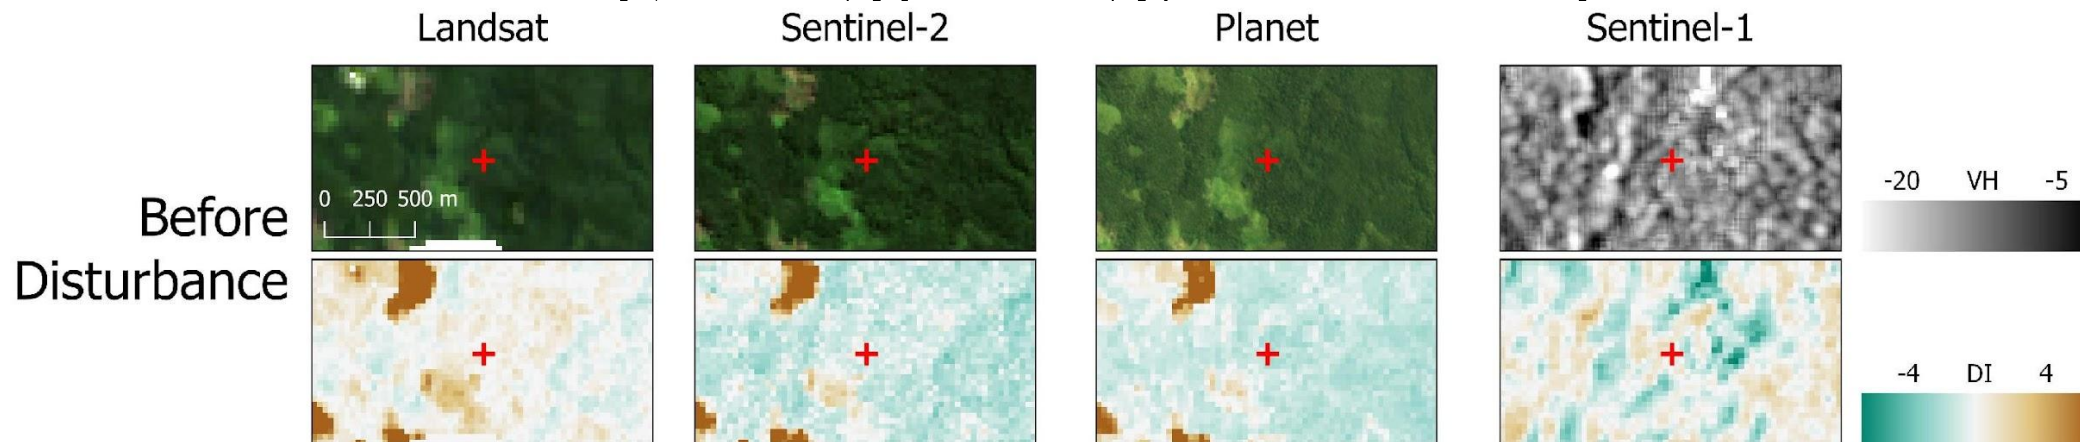 Landsat Sentinel-2 Planet Sentinel-1
0 250 500 m
-20 VH -5
Before
Disturbance
-4 DI 4